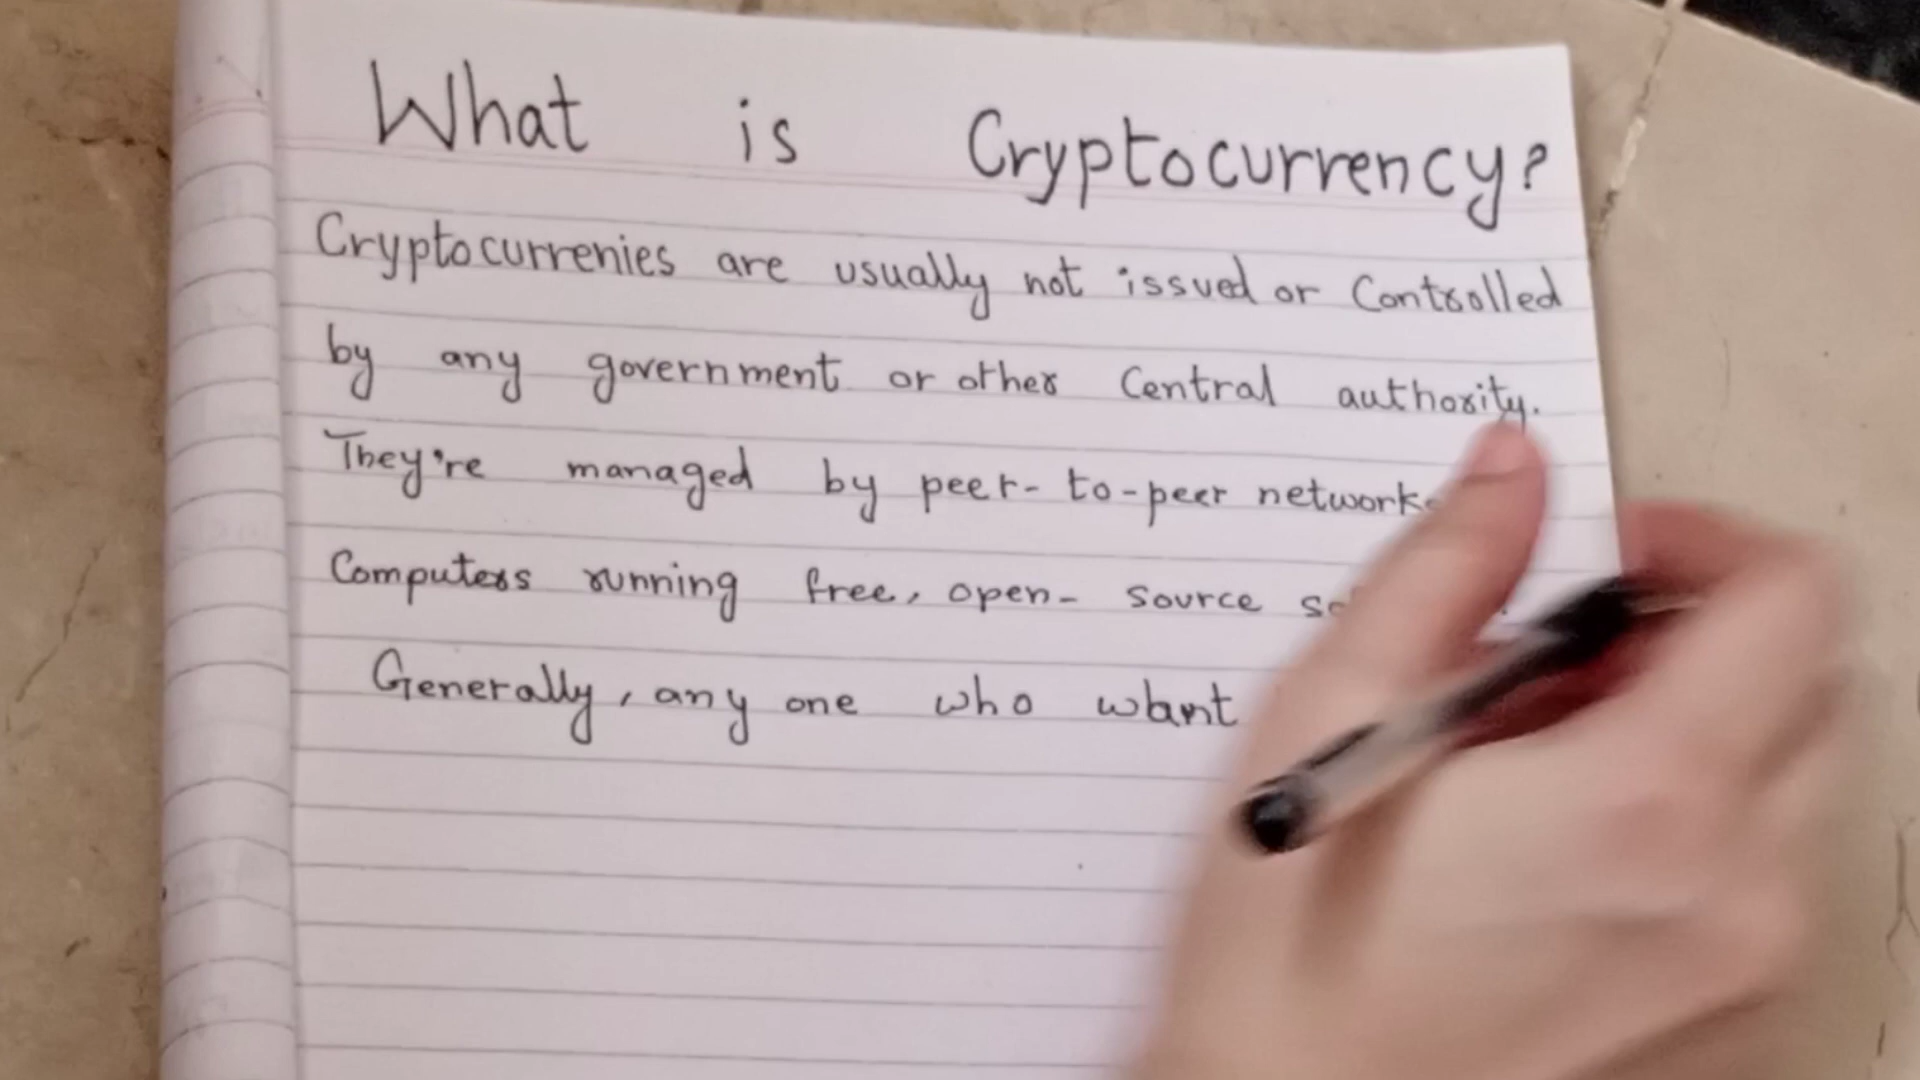 What is Cryptocurrency?
Cryptocurrenies are usually not issued or Controlled
by any government or other Central authority.
They're managed by peer-to-peer networks
Computers running free, open-source
Generally, any one who want